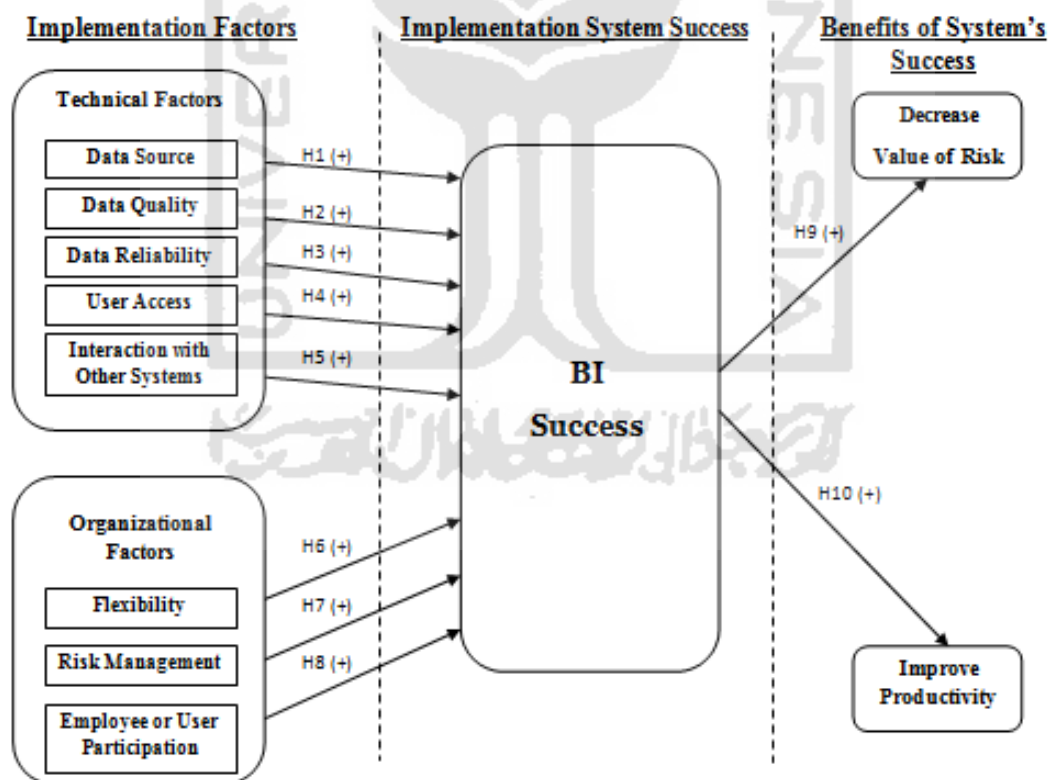 Implementation Factors
Implementation System Success
Benefits of System's
Success
Technical Factors
Data Source
Data Quality
Data Reliability
User Access
Interaction with
Other Systems
H1 (+)
H2 (+)
H3 (+)
H4 (+)
H5 (+)
Organizational
Factors
Flexibility
Risk Management
Employee or User
Participation
H6 (+)
H7 (+)
H8 (+)
BI
Success
H9 (+)
H10 (+)
Decrease
Value of Risk
Improve
Productivity